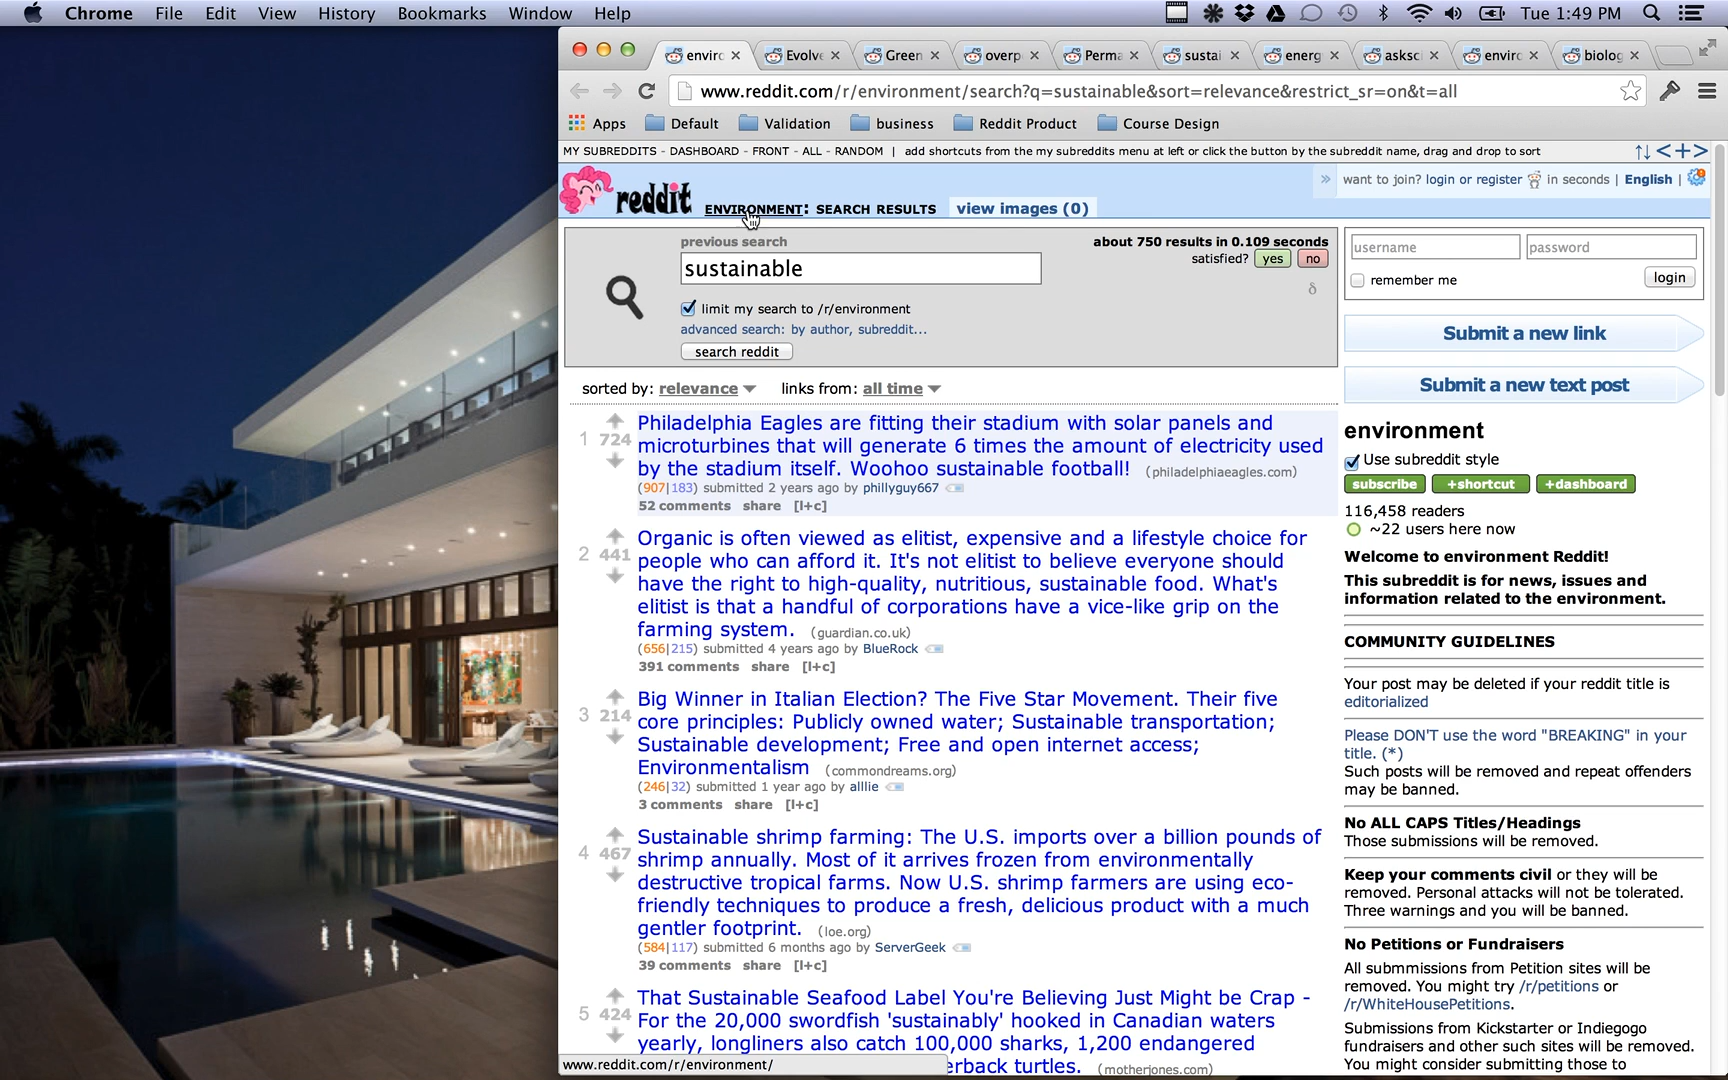 Chrome File Edit View History Bookmarks Window Help Tue 1:49 PM
enviro Evolve Green overp Perma sustai energ asksci enviro biolog
www.reddit.com/r/environment/search?q=sustainable&sort=relevance&restrict_sr=on&t=all
Apps Default Validation business Reddit Product Course Design
MY SUBREDDITS - DASHBOARD - FRONT - ALL - RANDOM | add shortcuts from the my subreddits menu at left or click the button by the subreddit name, drag and drop to sort
» want to join? login or register in seconds | English |
reddit ENVIRONMENT: SEARCH RESULTS view images (0)
previous search
about 750 results in 0.109 seconds
sustainable
satisfied? yes no
limit my search to /r/environment
advanced search: by author, subreddit...
search reddit
sorted by: relevance links from: all time
1 724
Philadelphia Eagles are fitting their stadium with solar panels and
microturbines that will generate 6 times the amount of electricity used
by the stadium itself. Woohoo sustainable football! (philadelphiaeagles.com)
(907|183) submitted 2 years ago by phillyguy667
52 comments share [l+c]
2 441
Organic is often viewed as elitist, expensive and a lifestyle choice for
people who can afford it. It's not elitist to believe everyone should
have the right to high-quality, nutritious, sustainable food. What's
elitist is that a handful of corporations have a vice-like grip on the
farming system. (guardian.co.uk)
(656|215) submitted 4 years ago by BlueRock
391 comments share [l+c]
3 214
Big Winner in Italian Election? The Five Star Movement. Their five
core principles: Publicly owned water; Sustainable transportation;
Sustainable development; Free and open internet access;
Environmentalism (commondreams.org)
(246|32) submitted 1 year ago by alllie
3 comments share [l+c]
4 467
Sustainable shrimp farming: The U.S. imports over a billion pounds of
shrimp annually. Most of it arrives frozen from environmentally
destructive tropical farms. Now U.S. shrimp farmers are using eco-
friendly techniques to produce a fresh, delicious product with a much
gentler footprint. (loe.org)
(584|117) submitted 6 months ago by ServerGeek
39 comments share [l+c]
5 424
That Sustainable Seafood Label You're Believing Just Might be Crap -
For the 20,000 swordfish 'sustainably' hooked in Canadian waters
yearly, longliners also catch 100,000 sharks, 1,200 endangered
erback turtles. (motherjones.com)
www.reddit.com/r/environment/
username password
remember me login
Submit a new link
Submit a new text post
environment
Use subreddit style
subscribe +shortcut +dashboard
116,458 readers
~22 users here now
Welcome to environment Reddit!
This subreddit is for news, issues and
information related to the environment.
COMMUNITY GUIDELINES
Your post may be deleted if your reddit title is
editorialized
Please DON'T use the word "BREAKING" in your
title. (*)
Such posts will be removed and repeat offenders
may be banned.
No ALL CAPS Titles/Headings
Those submissions will be removed.
Keep your comments civil or they will be
removed. Personal attacks will not be tolerated.
Three warnings and you will be banned.
No Petitions or Fundraisers
All submmissions from Petition sites will be
removed. You might try /r/petitions or
/r/WhiteHousePetitions.
Submissions from Kickstarter or Indiegogo
fundraisers and other such sites will be removed.
You might consider submitting those to